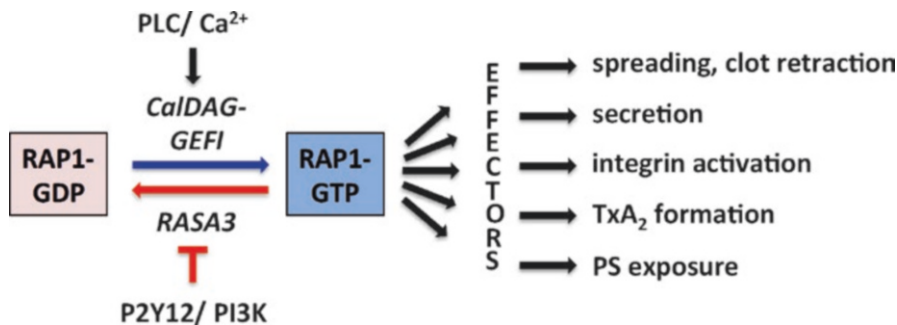 PLC/ Ca²⁺
CalDAG-
GEFI
RAP1-
GDP
RAP1-
GTP
RASA3
P2Y12/ PI3K
EFFECTORS
spreading, clot retraction
secretion
integrin activation
TxA₂ formation
PS exposure